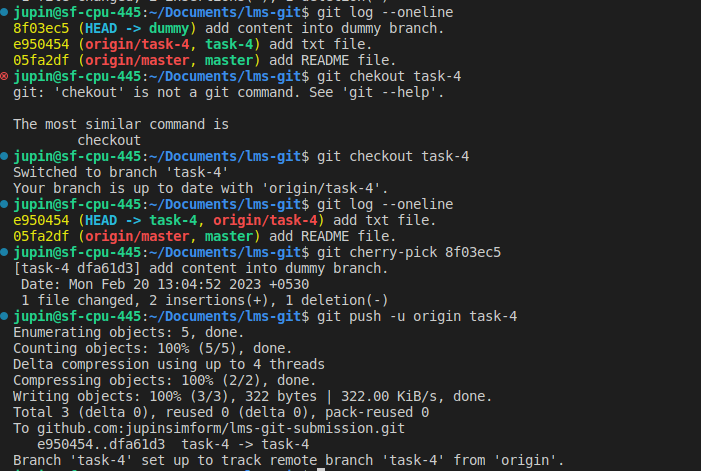 jupin@sf-cpu-445:~/Documents/lms-git$ git log --oneline
8f03ec5 (HEAD -> dummy) add content into dummy branch.
e950454 (origin/task-4, task-4) add txt file.
05fa2df (origin/master, master) add README file.
jupin@sf-cpu-445:~/Documents/lms-git$ git chekout task-4
git: 'chekout' is not a git command. See 'git --help'.
The most similar command is
checkout
jupin@sf-cpu-445:~/Documents/lms-git$ git checkout task-4
Switched to branch 'task-4'
Your branch is up to date with 'origin/task-4'.
jupin@sf-cpu-445:~/Documents/lms-git$ git log --oneline
e950454 (HEAD -> task-4, origin/task-4) add txt file.
05fa2df (origin/master, master) add README file.
jupin@sf-cpu-445:~/Documents/lms-git$ git cherry-pick 8f03ec5
[task-4 dfa61d3] add content into dummy branch.
Date: Mon Feb 20 13:04:52 2023 +0530
1 file changed, 2 insertions(+), 1 deletion(-)
jupin@sf-cpu-445:~/Documents/lms-git$ git push -u origin task-4
Enumerating objects: 5, done.
Counting objects: 100% (5/5), done.
Delta compression using up to 4 threads
Compressing objects: 100% (2/2), done.
Writing objects: 100% (3/3), 322 bytes | 322.00 KiB/s, done.
Total 3 (delta 0), reused 0 (delta 0), pack-reused 0
To github.com:jupinsimform/lms-git-submission.git
e950454..dfa61d3  task-4 -> task-4
Branch 'task-4' set up to track remote branch 'task-4' from 'origin'.